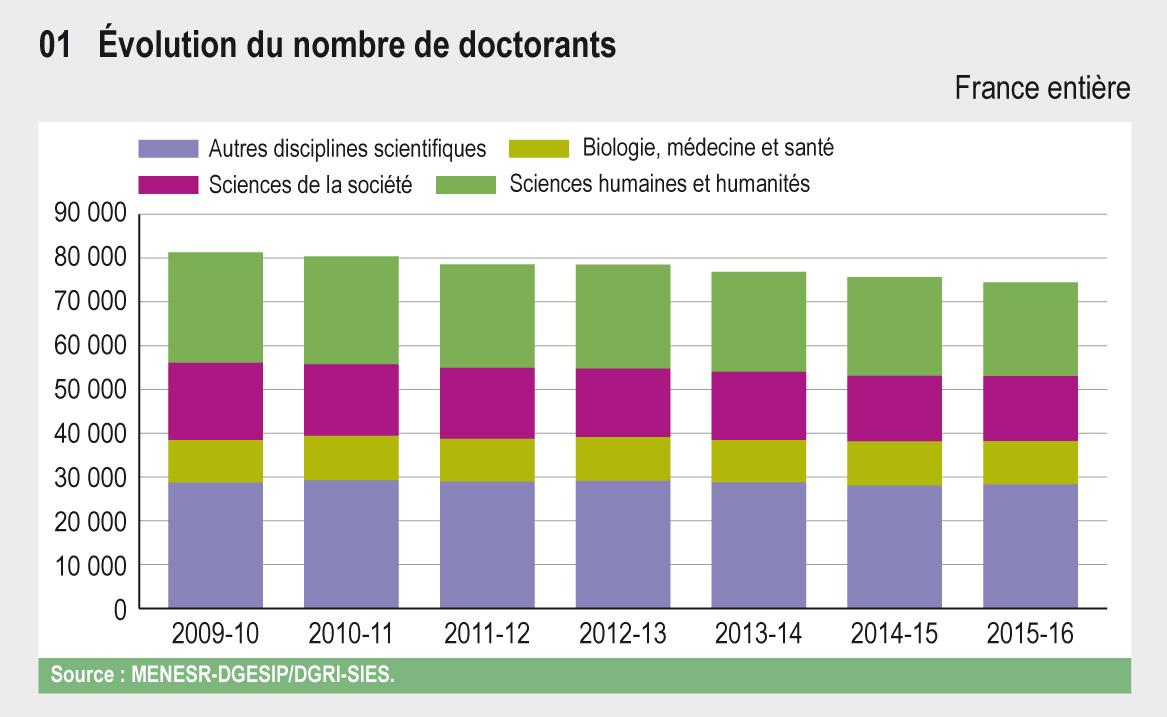 01 Évolution du nombre de doctorants
France entière
Autres disciplines scientifiques Biologie, médecine et santé
Sciences de la société Sciences humaines et humanités
90 000
80 000
70 000
60 000
50 000
40 000
30 000
20 000
10 000
0
2009-10 2010-11 2011-12 2012-13 2013-14 2014-15 2015-16
Source : MENESR-DGESIP/DGRI-SIES.